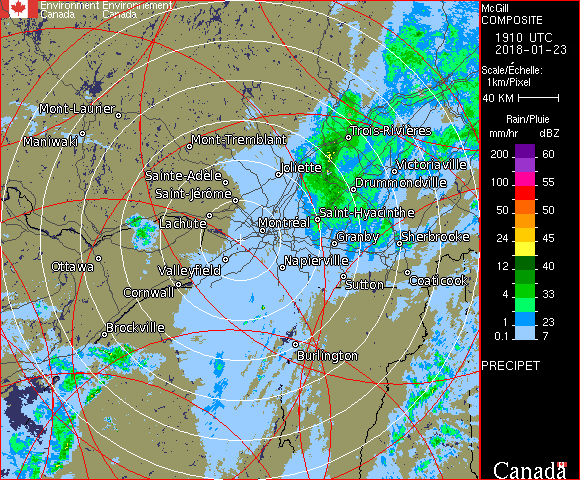 Environment Environnement
Canada Canada
McGill
COMPOSITE
1910 UTC
2018-01-23
Scale/Échelle:
1km/Pixel
40 KM
Rain/Pluie
mm/hr dBZ
200 60
100 55
50 50
24 45
12 40
4 33
1 23
0.1 7
PRECIPET
Canada
Mont-Laurier
Maniwaki
Mont-Tremblant
Trois-Rivières
Joliette
Victoriaville
Sainte-Adèle
Drummondville
Saint-Jérôme
Lachute
Saint-Hyacinthe
Montréal
Granby
Sherbrooke
Ottawa
Valleyfield
Napierville
Cornwall
Sutton
Coaticook
Brockville
Burlington